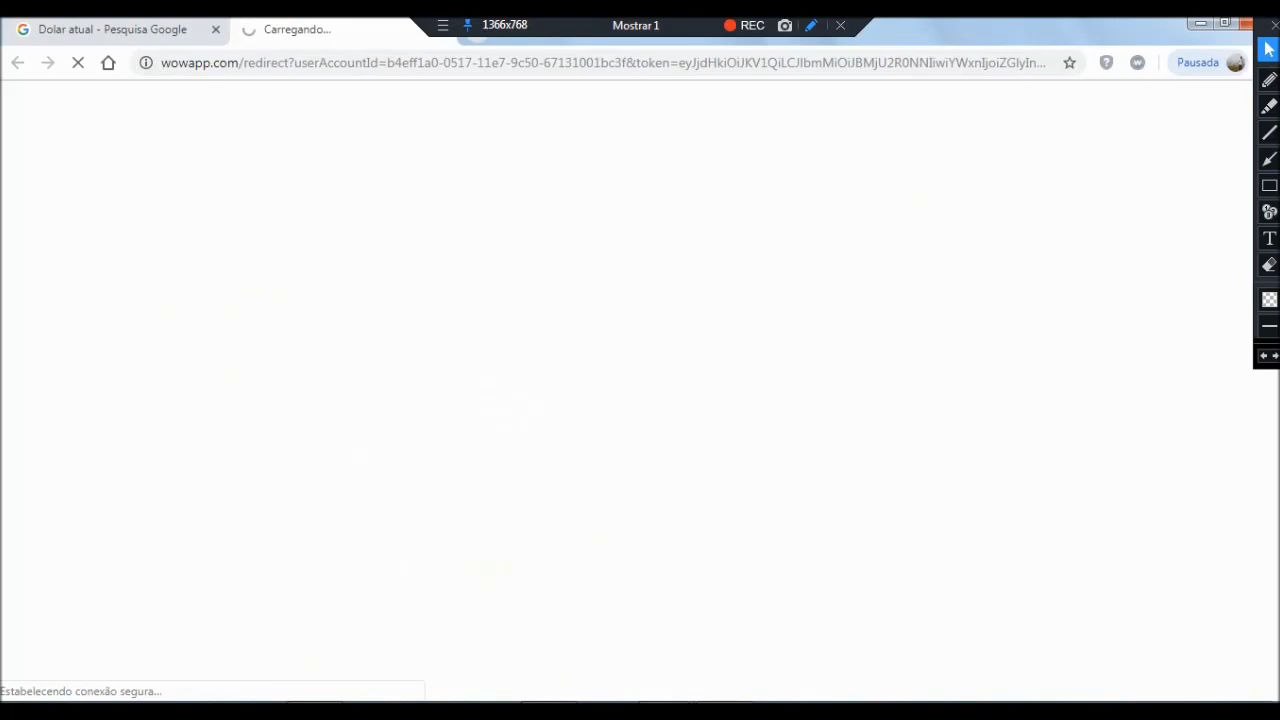 1366x768
Mostrar 1
REC
Dolar atual - Pesquisa Google
Carregando...
wowapp.com/redirect?userAccountId=b4eff1a0-0517-11e7-9c50-67131001bc3f&token=eyJjdHkiOiJKV1QiLCJlbmMiOiJBMjU2R0NNIiwiYWxnIjoiZGlyIn...
Pausada
T
Estabelecendo conexão segura...